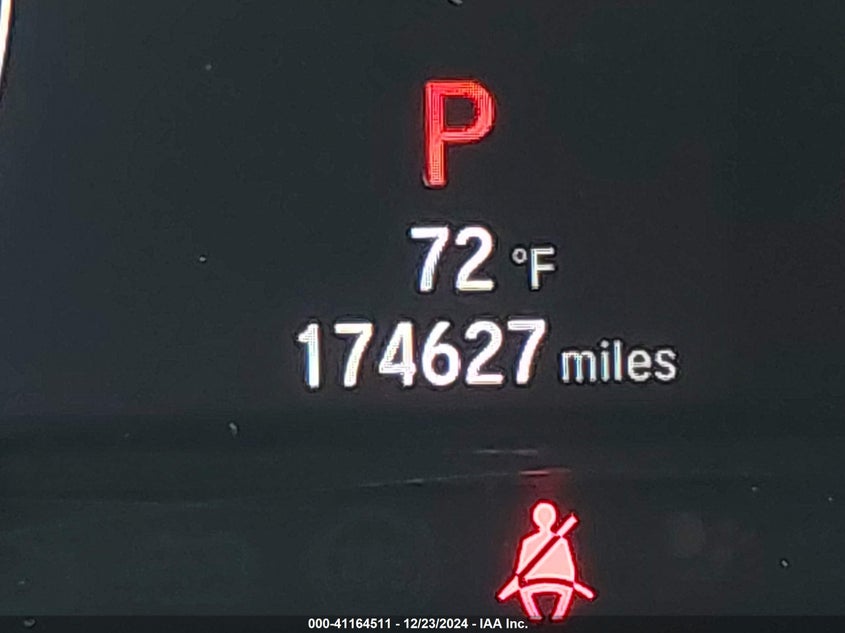 P
72 °F
174627 miles
000-41164511 - 12/23/2024 - IAA Inc.